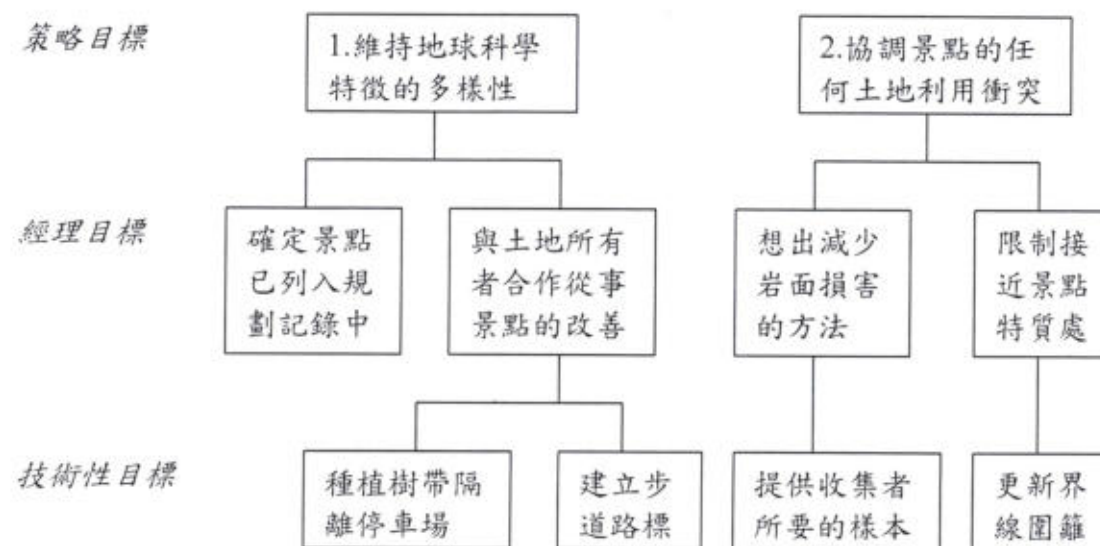 策略目標
1.維持地球科學
特徵的多樣性
2.協調景點的任
何土地利用衝突
經理目標
確定景點
已列入規
劃記錄中
與土地所有
者合作從事
景點的改善
想出減少
岩面損害
的方法
限制接
近景點
特質處
技術性目標
種植樹帶隔
離停車場
建立步
道路標
提供收集者
所要的樣本
更新界
線圍籬